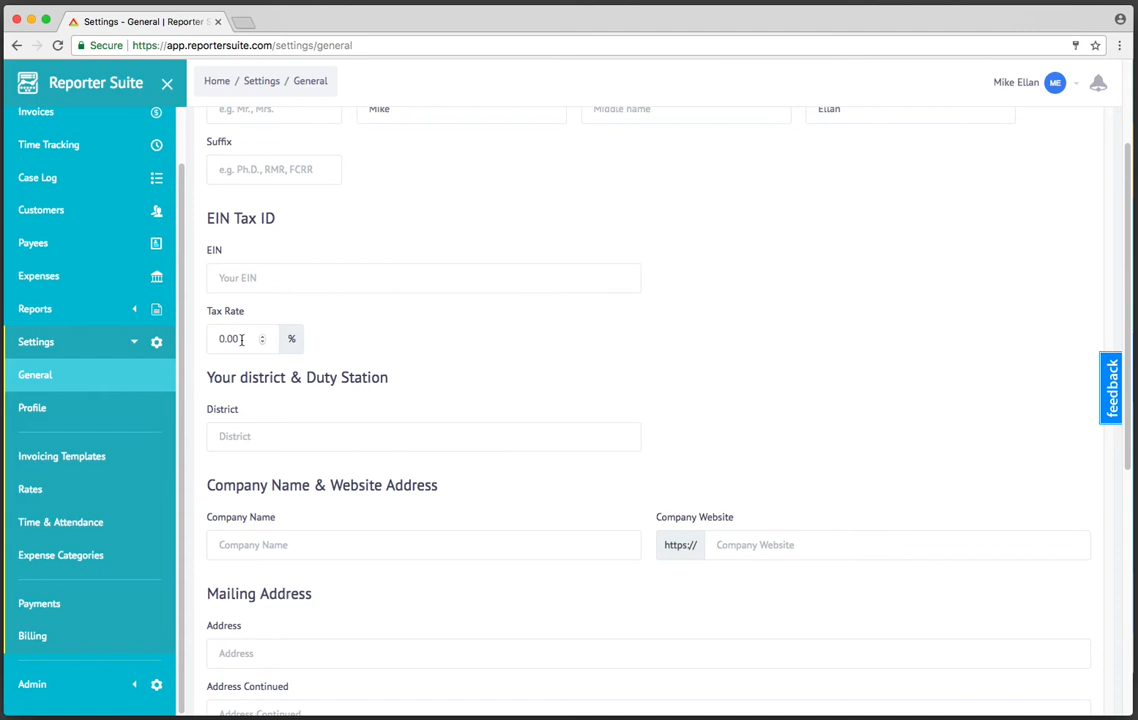 Settings - General | Reporter S
Secure | https://app.reportersuite.com/settings/general
Reporter Suite
Home / Settings / General
Mike Ellan
ME
Invoices
Time Tracking
Case Log
Customers
Payees
Expenses
Reports
Settings
General
Profile
Invoicing Templates
Rates
Time & Attendance
Expense Categories
Payments
Billing
Admin
e.g. Mr., Mrs.
Mike
Middle name
Ellan
Suffix
e.g. Ph.D., RMR, FCRR
EIN Tax ID
EIN
Your EIN
Tax Rate
0.00
%
Your district & Duty Station
District
District
Company Name & Website Address
Company Name
Company Website
Company Name
https://
Company Website
Mailing Address
Address
Address
Address Continued
Address Continued
feedback